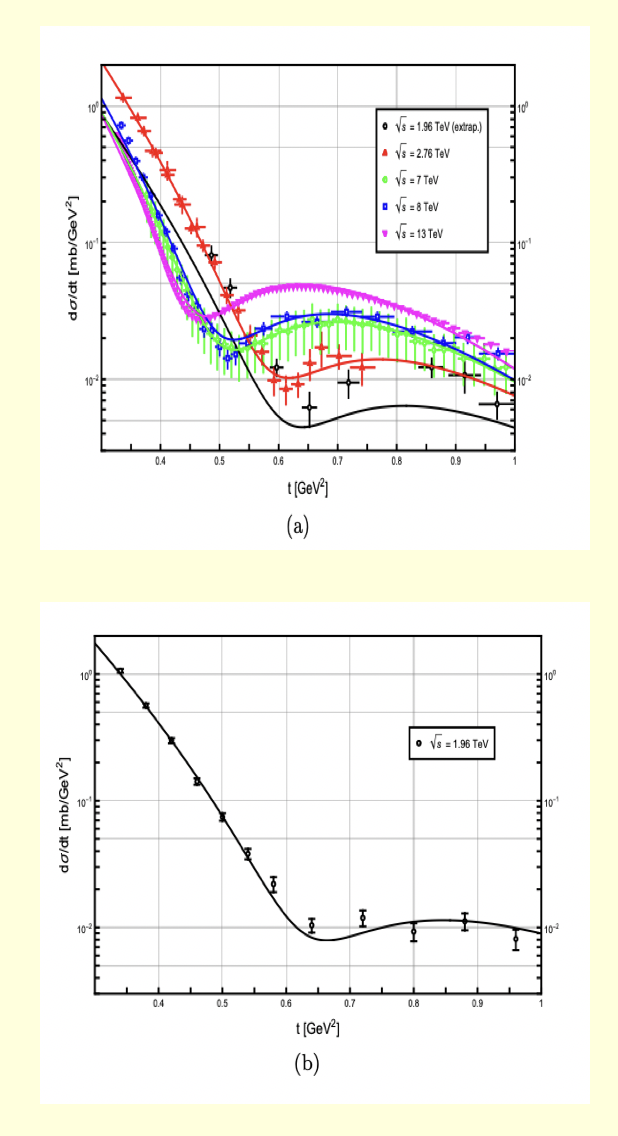 dσ/dt [mb/GeV²]
10⁰
10⁻¹
10⁻²
10⁰
10⁻¹
10⁻²
√s = 1.96 TeV (extrap.)
√s = 2.76 TeV
√s = 7 TeV
√s = 8 TeV
√s = 13 TeV
0.4 0.5 0.6 0.7 0.8 0.9 1
t [GeV²]
(a)
dσ/dt [mb/GeV²]
10⁰
10⁻¹
10⁻²
10⁰
10⁻¹
10⁻²
√s = 1.96 TeV
0.4 0.5 0.6 0.7 0.8 0.9 1
t [GeV²]
(b)